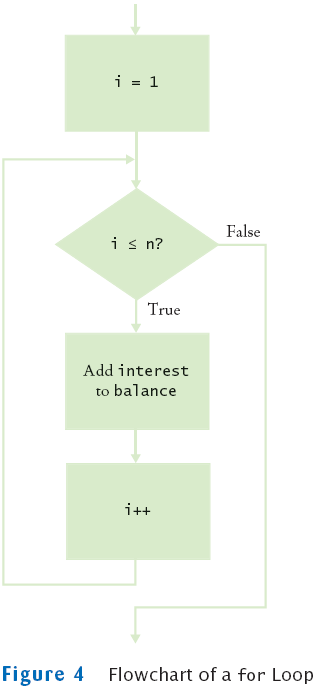 i = 1
i ≤ n?
False
True
Add interest
to balance
i++
Figure 4 Flowchart of a for Loop